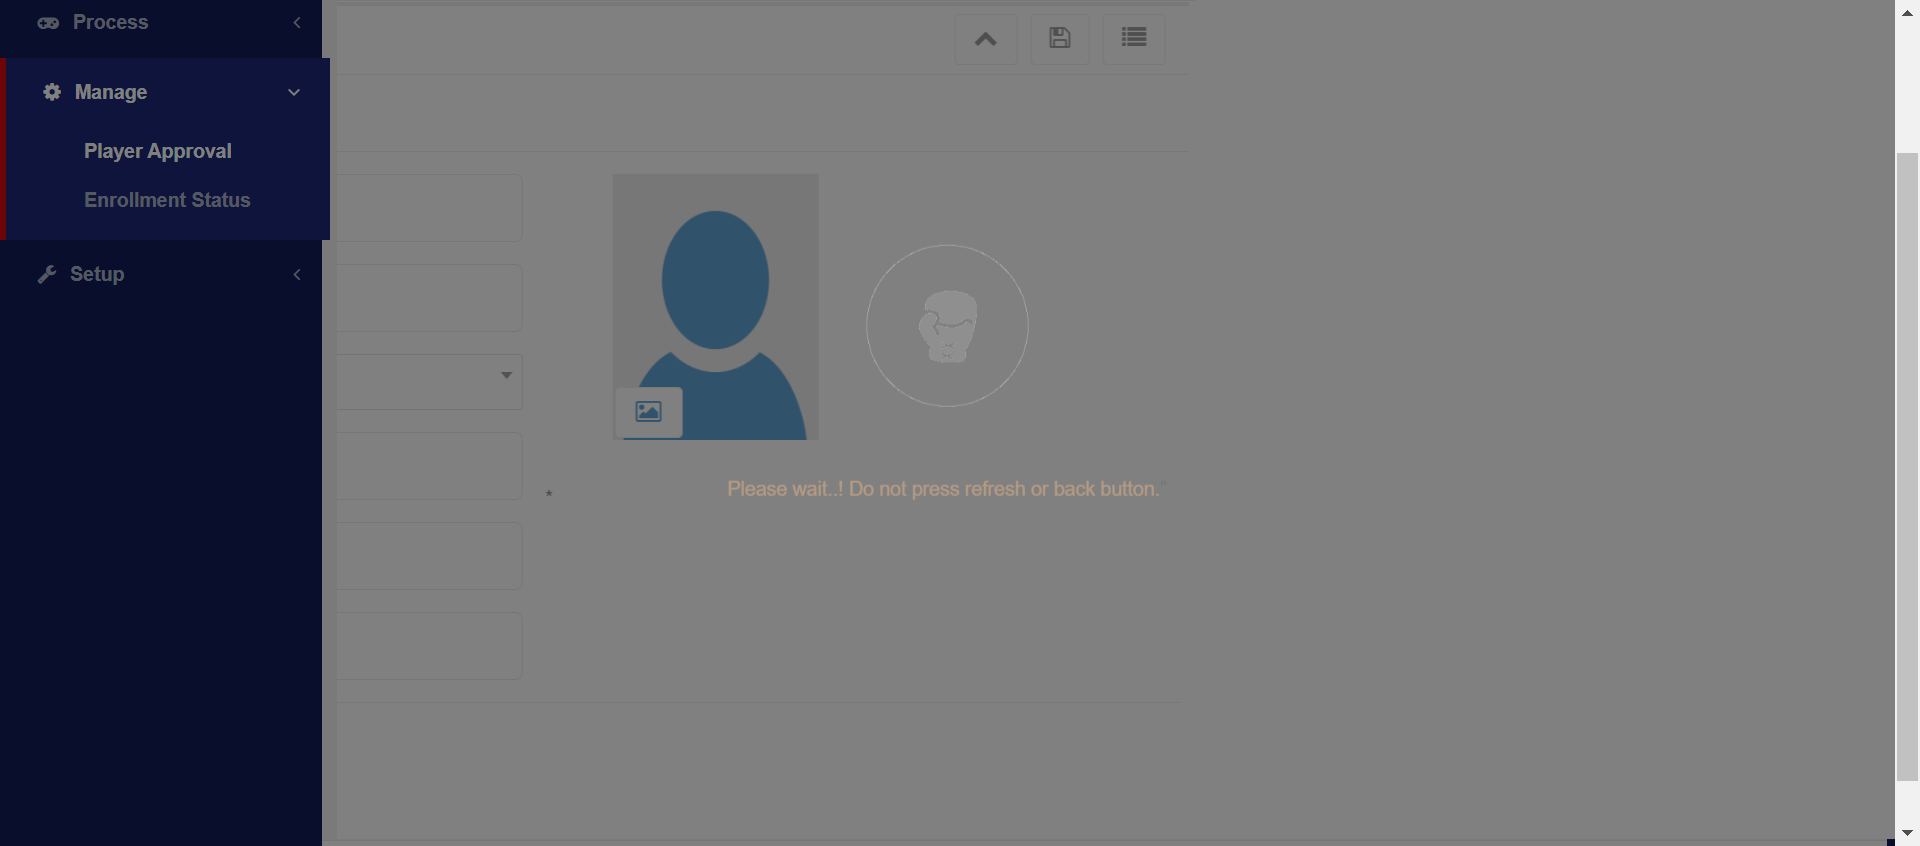 Process
Manage
Player Approval
Enrollment Status
Setup
*
Please wait..! Do not press refresh or back button.